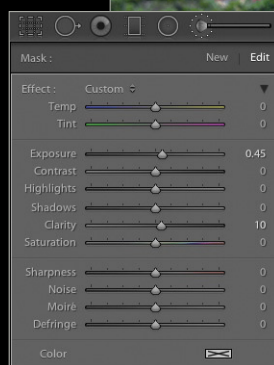 Mask : New | Edit
Effect : Custom
Temp 0
Tint 0
Exposure 0.45
Contrast 0
Highlights 0
Shadows 0
Clarity 10
Saturation 0
Sharpness 0
Noise 0
Moirè 0
Defringe 0
Color